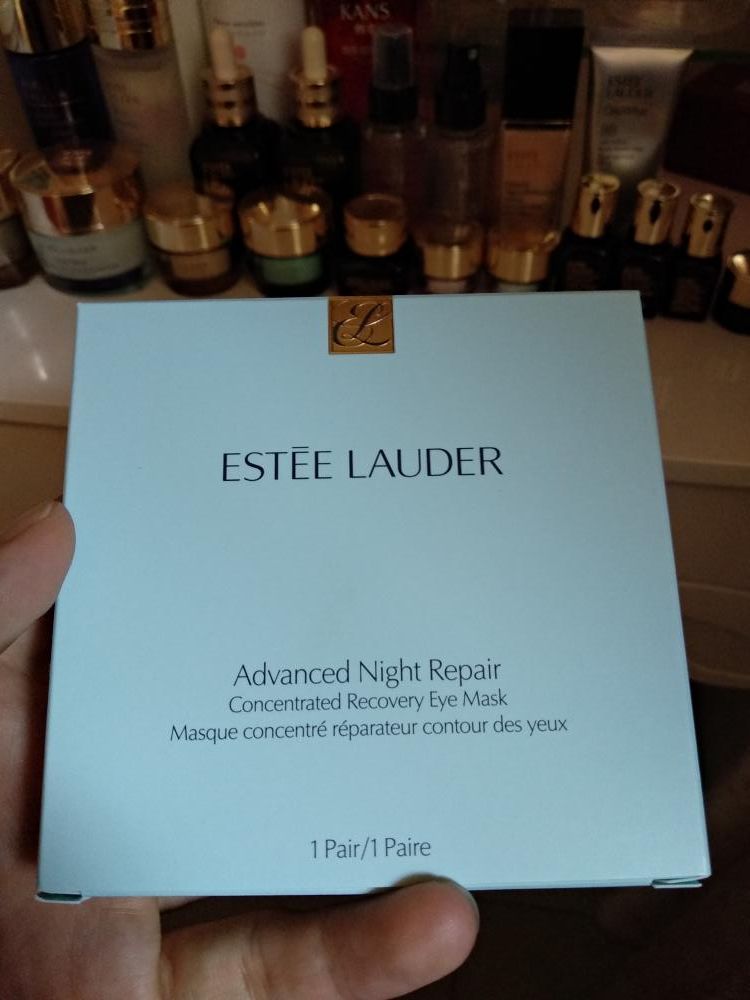 KANS
ESTĒE LAUDER
Advanced Night Repair
Concentrated Recovery Eye Mask
Masque concentré réparateur contour des yeux
1 Pair/1 Paire